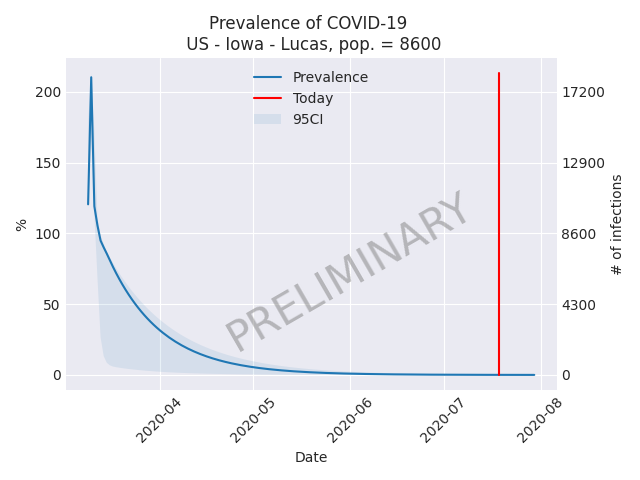 Prevalence of COVID-19
US - Iowa - Lucas, pop. = 8600
Prevalence
Today
95CI
200
150
100
50
0
%
17200
12900
8600
4300
0
# of infections
PRELIMINARY
2020-04
2020-05
2020-06
2020-07
2020-08
Date